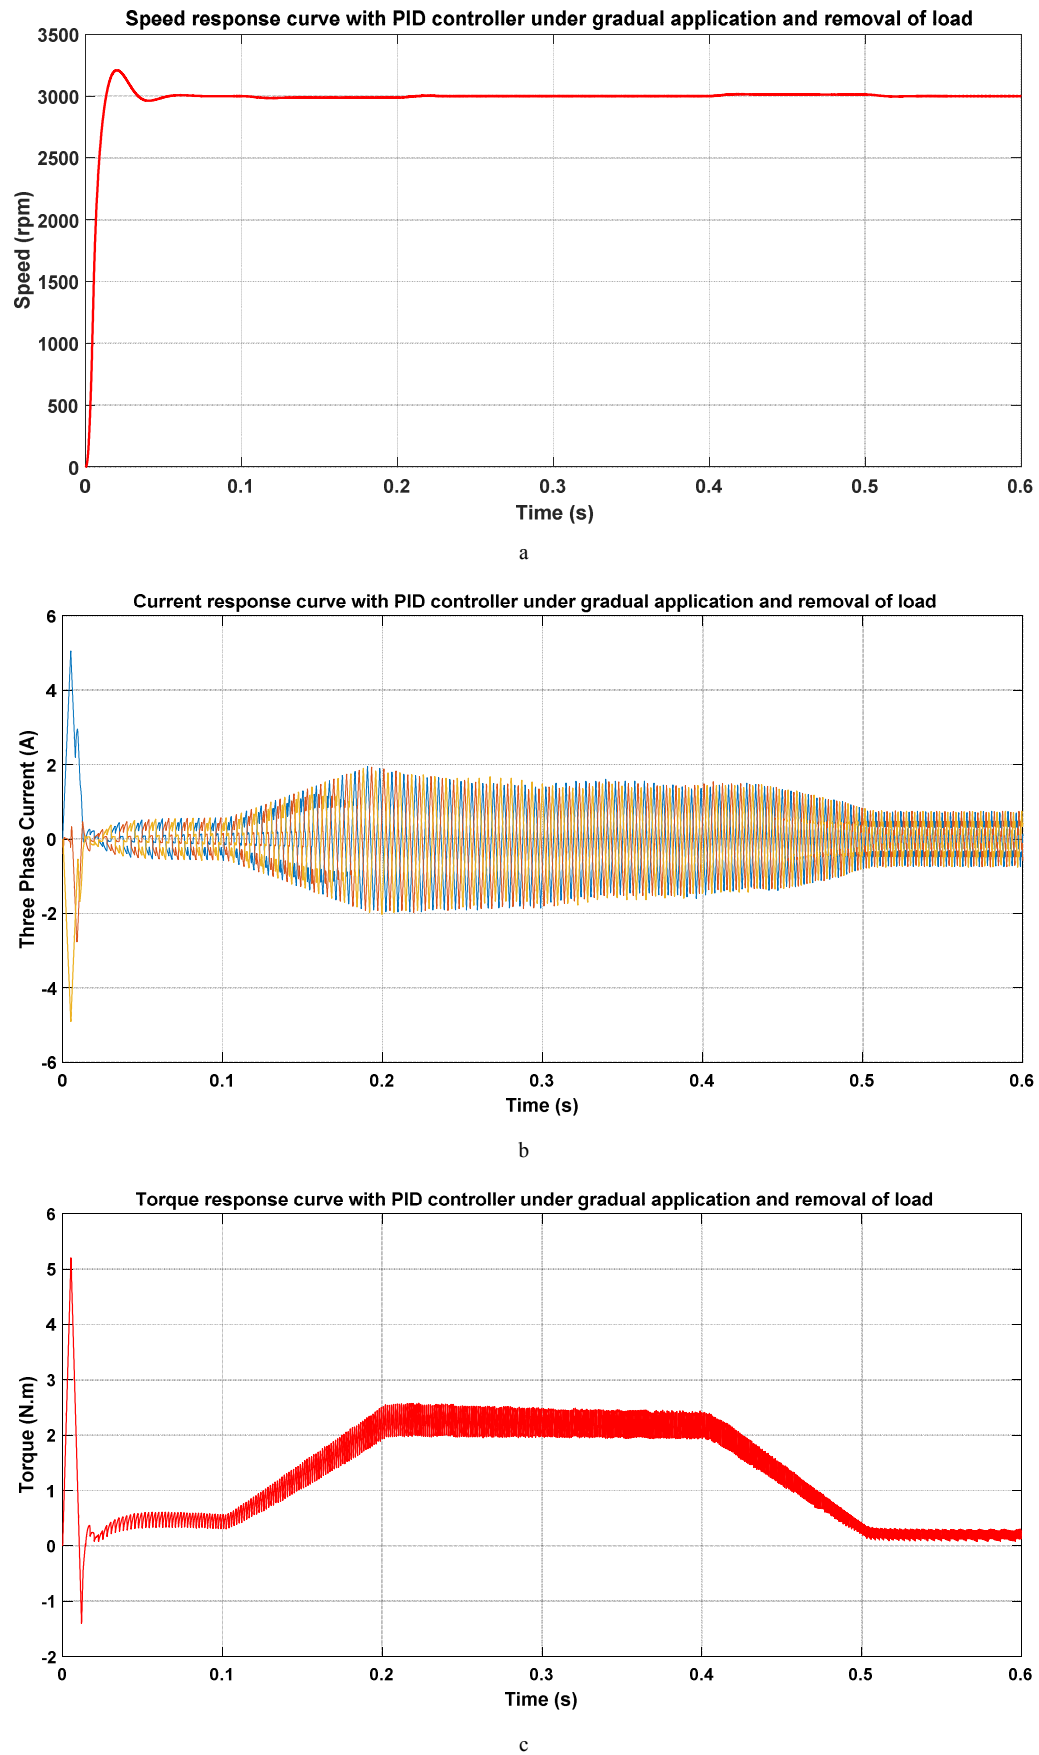 Speed response curve with PID controller under gradual application and removal of load
3500
3000
2500
2000
1500
1000
500
0
Speed (rpm)
0 0.1 0.2 0.3 0.4 0.5 0.6
Time (s)
a
Current response curve with PID controller under gradual application and removal of load
6
4
2
0
-2
-4
-6
Three Phase Current (A)
0 0.1 0.2 0.3 0.4 0.5 0.6
Time (s)
b
Torque response curve with PID controller under gradual application and removal of load
6
5
4
3
2
1
0
-1
-2
Torque (N.m)
0 0.1 0.2 0.3 0.4 0.5 0.6
Time (s)
c